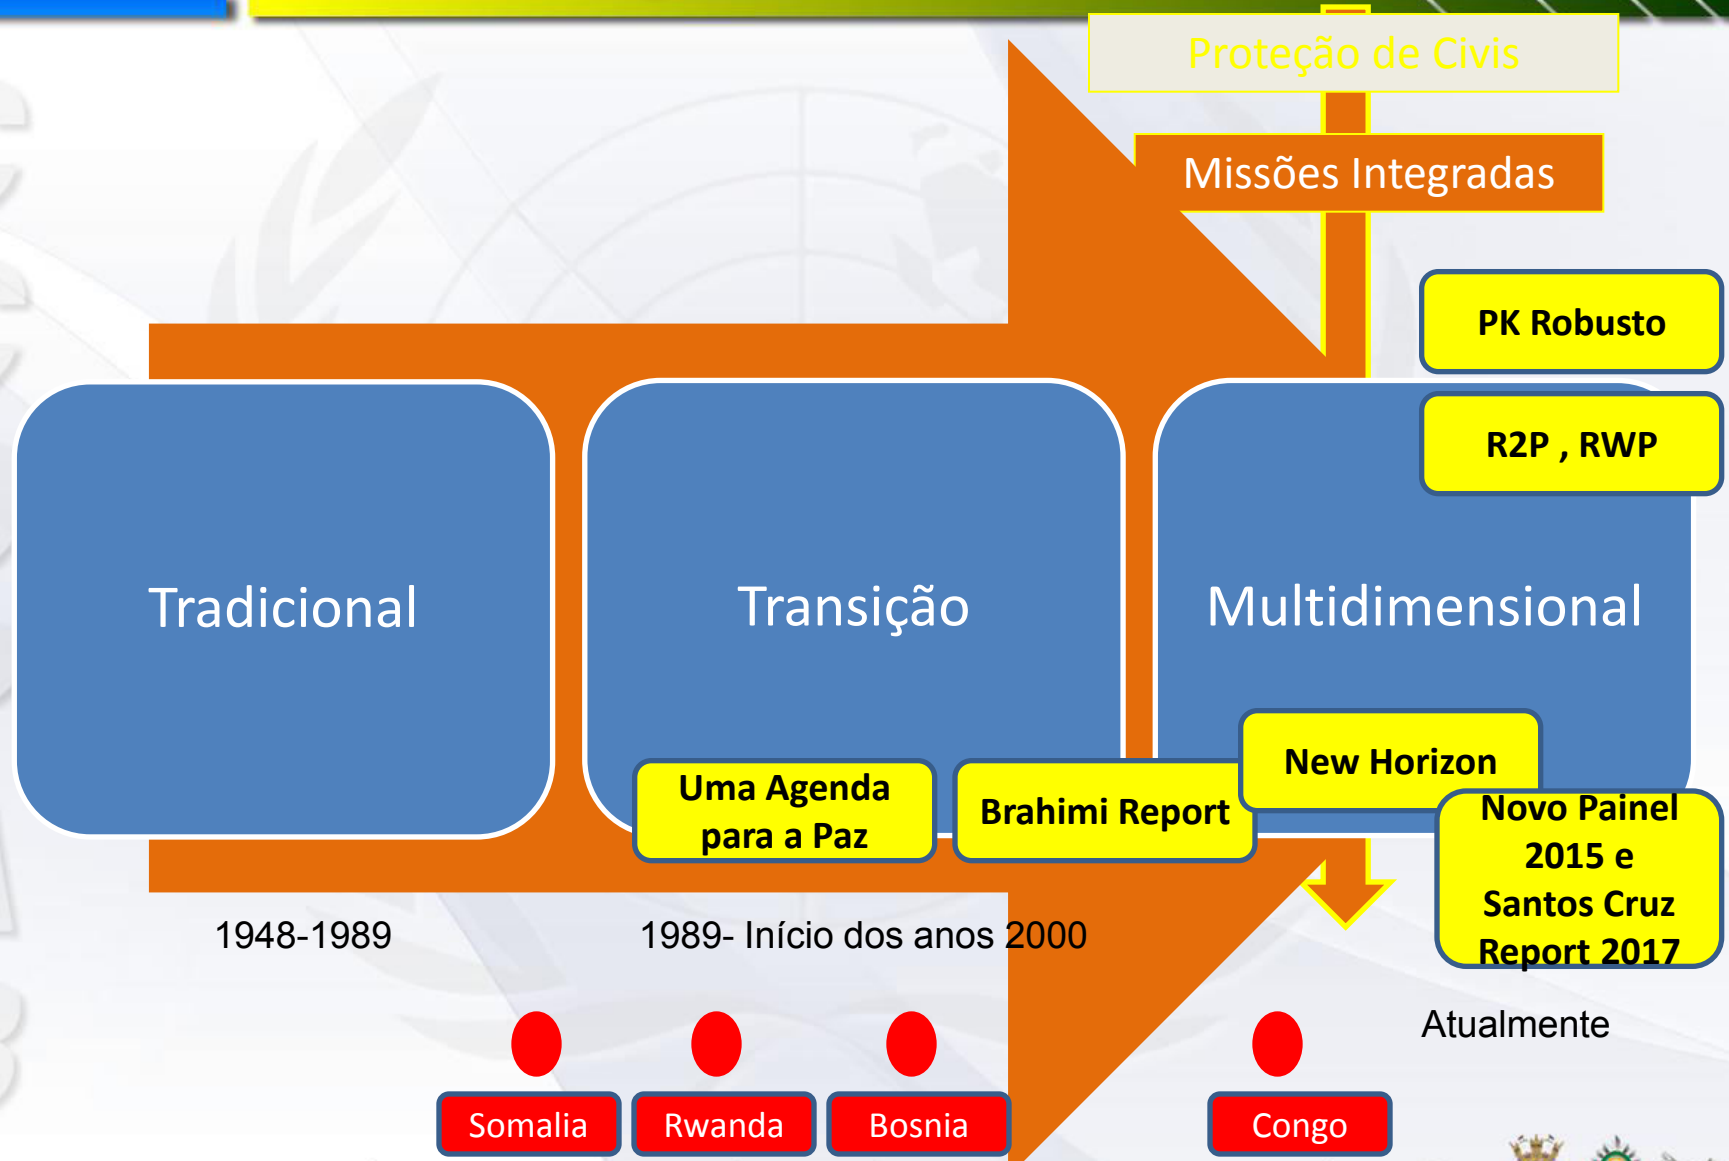 Proteção de Civis
Missões Integradas
PK Robusto
R2P , RWP
Tradicional
Transição
Multidimensional
New Horizon
Uma Agenda
para a Paz
Brahimi Report
Novo Painel
2015 e
Santos Cruz
Report 2017
1948-1989
1989- Início dos anos 2000
Atualmente
Somalia
Rwanda
Bosnia
Congo